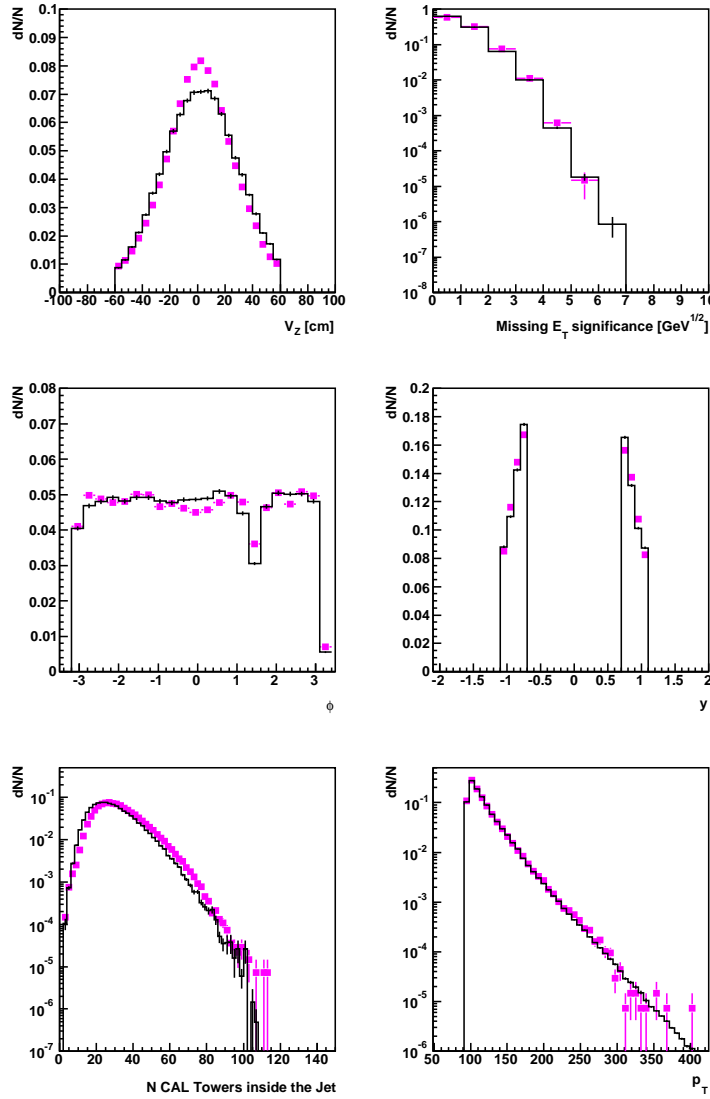 dN/N
0.1
0.09
0.08
0.07
0.06
0.05
0.04
0.03
0.02
0.01
0
-100 -80 -60 -40 -20 0 20 40 60 80 100
V_Z [cm]
dN/N
1
10^-1
10^-2
10^-3
10^-4
10^-5
10^-6
10^-7
10^-8
0 1 2 3 4 5 6 7 8 9 10
Missing E_T significance [GeV^1/2]
dN/N
0.08
0.07
0.06
0.05
0.04
0.03
0.02
0.01
0
-3 -2 -1 0 1 2 3
ϕ
dN/N
0.2
0.18
0.16
0.14
0.12
0.1
0.08
0.06
0.04
0.02
0
-2 -1.5 -1 -0.5 0 0.5 1 1.5 2
y
dN/N
10^-1
10^-2
10^-3
10^-4
10^-5
10^-6
10^-7
0 20 40 60 80 100 120 140
N CAL Towers inside the Jet
dN/N
10^-1
10^-2
10^-3
10^-4
10^-5
10^-6
50 100 150 200 250 300 350 400
p_T